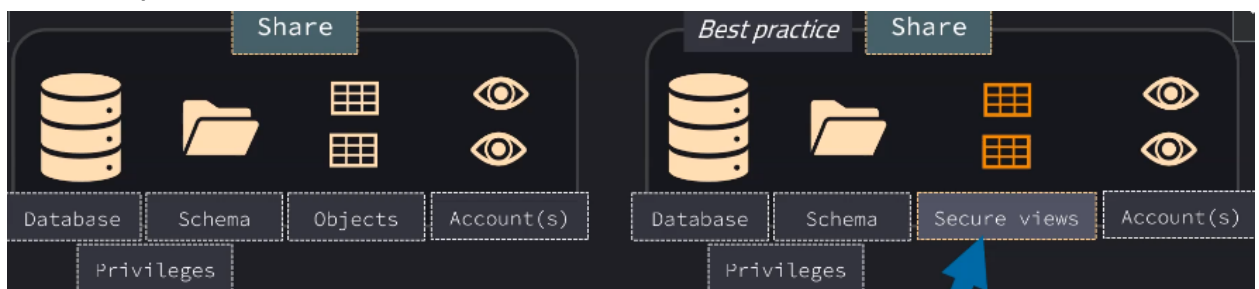 Share
Database Schema Objects Account(s)
Privileges
Best practice Share
Database Schema Secure views Account(s)
Privileges